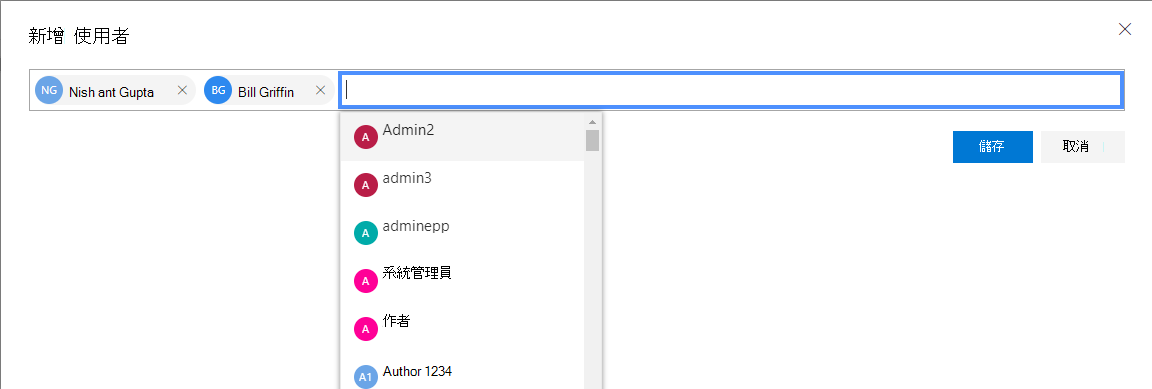 新增 使用者
NG Nish ant Gupta BG Bill Griffin
儲存 取消
A Admin2
A admin3
A adminepp
A 系統管理員
A 作者
A1 Author 1234